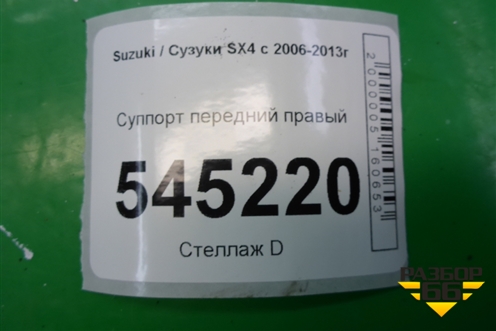 Suzuki / Сузуки SX4 с 2006-2013г
Суппорт передний правый
545220
Стеллаж D
2000005160653
РАЗБОР
66